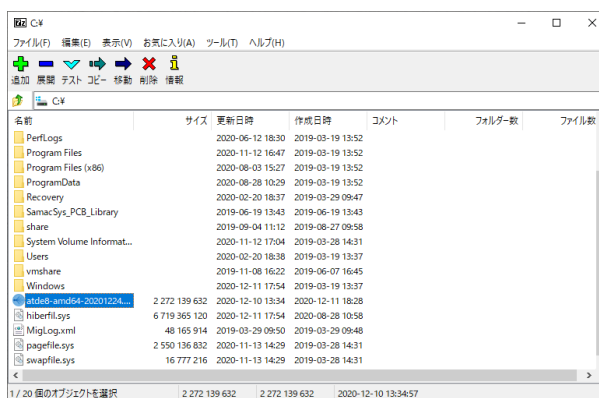 7z C:¥
ファイル(F) 編集(E) 表示(V) お気に入り(A) ツール(T) ヘルプ(H)
追加 展開 テスト コピー 移動 削除 情報
C:¥
名前 サイズ 更新日時 作成日時 コメント フォルダー数 ファイル数
PerfLogs 2020-06-12 18:30 2019-03-19 13:52
Program Files 2020-11-12 16:47 2019-03-19 13:52
Program Files (x86) 2020-08-03 15:27 2019-03-19 13:52
ProgramData 2020-08-28 10:29 2019-03-19 13:52
Recovery 2020-02-20 18:37 2019-03-29 09:47
SamacSys_PCB_Library 2019-06-19 13:43 2019-06-19 13:43
share 2019-09-04 11:12 2019-08-27 09:58
System Volume Informat... 2020-11-12 17:04 2019-03-28 14:31
Users 2020-02-20 18:38 2019-03-19 13:37
vmshare 2019-11-08 16:22 2019-06-07 16:45
Windows 2020-12-11 17:54 2019-03-19 13:37
atde8-amd64-20201224.... 2 272 139 632 2020-12-10 13:34 2020-12-11 18:28
hiberfil.sys 6 719 365 120 2020-12-11 17:54 2020-08-28 10:58
MigLog.xml 48 165 914 2019-03-29 09:50 2019-03-29 09:48
pagefile.sys 2 550 136 832 2020-11-13 14:29 2019-03-28 14:31
swapfile.sys 16 777 216 2020-11-13 14:29 2019-03-28 14:31
1 / 20 個のオブジェクトを選択 2 272 139 632 2 272 139 632 2020-12-10 13:34:57